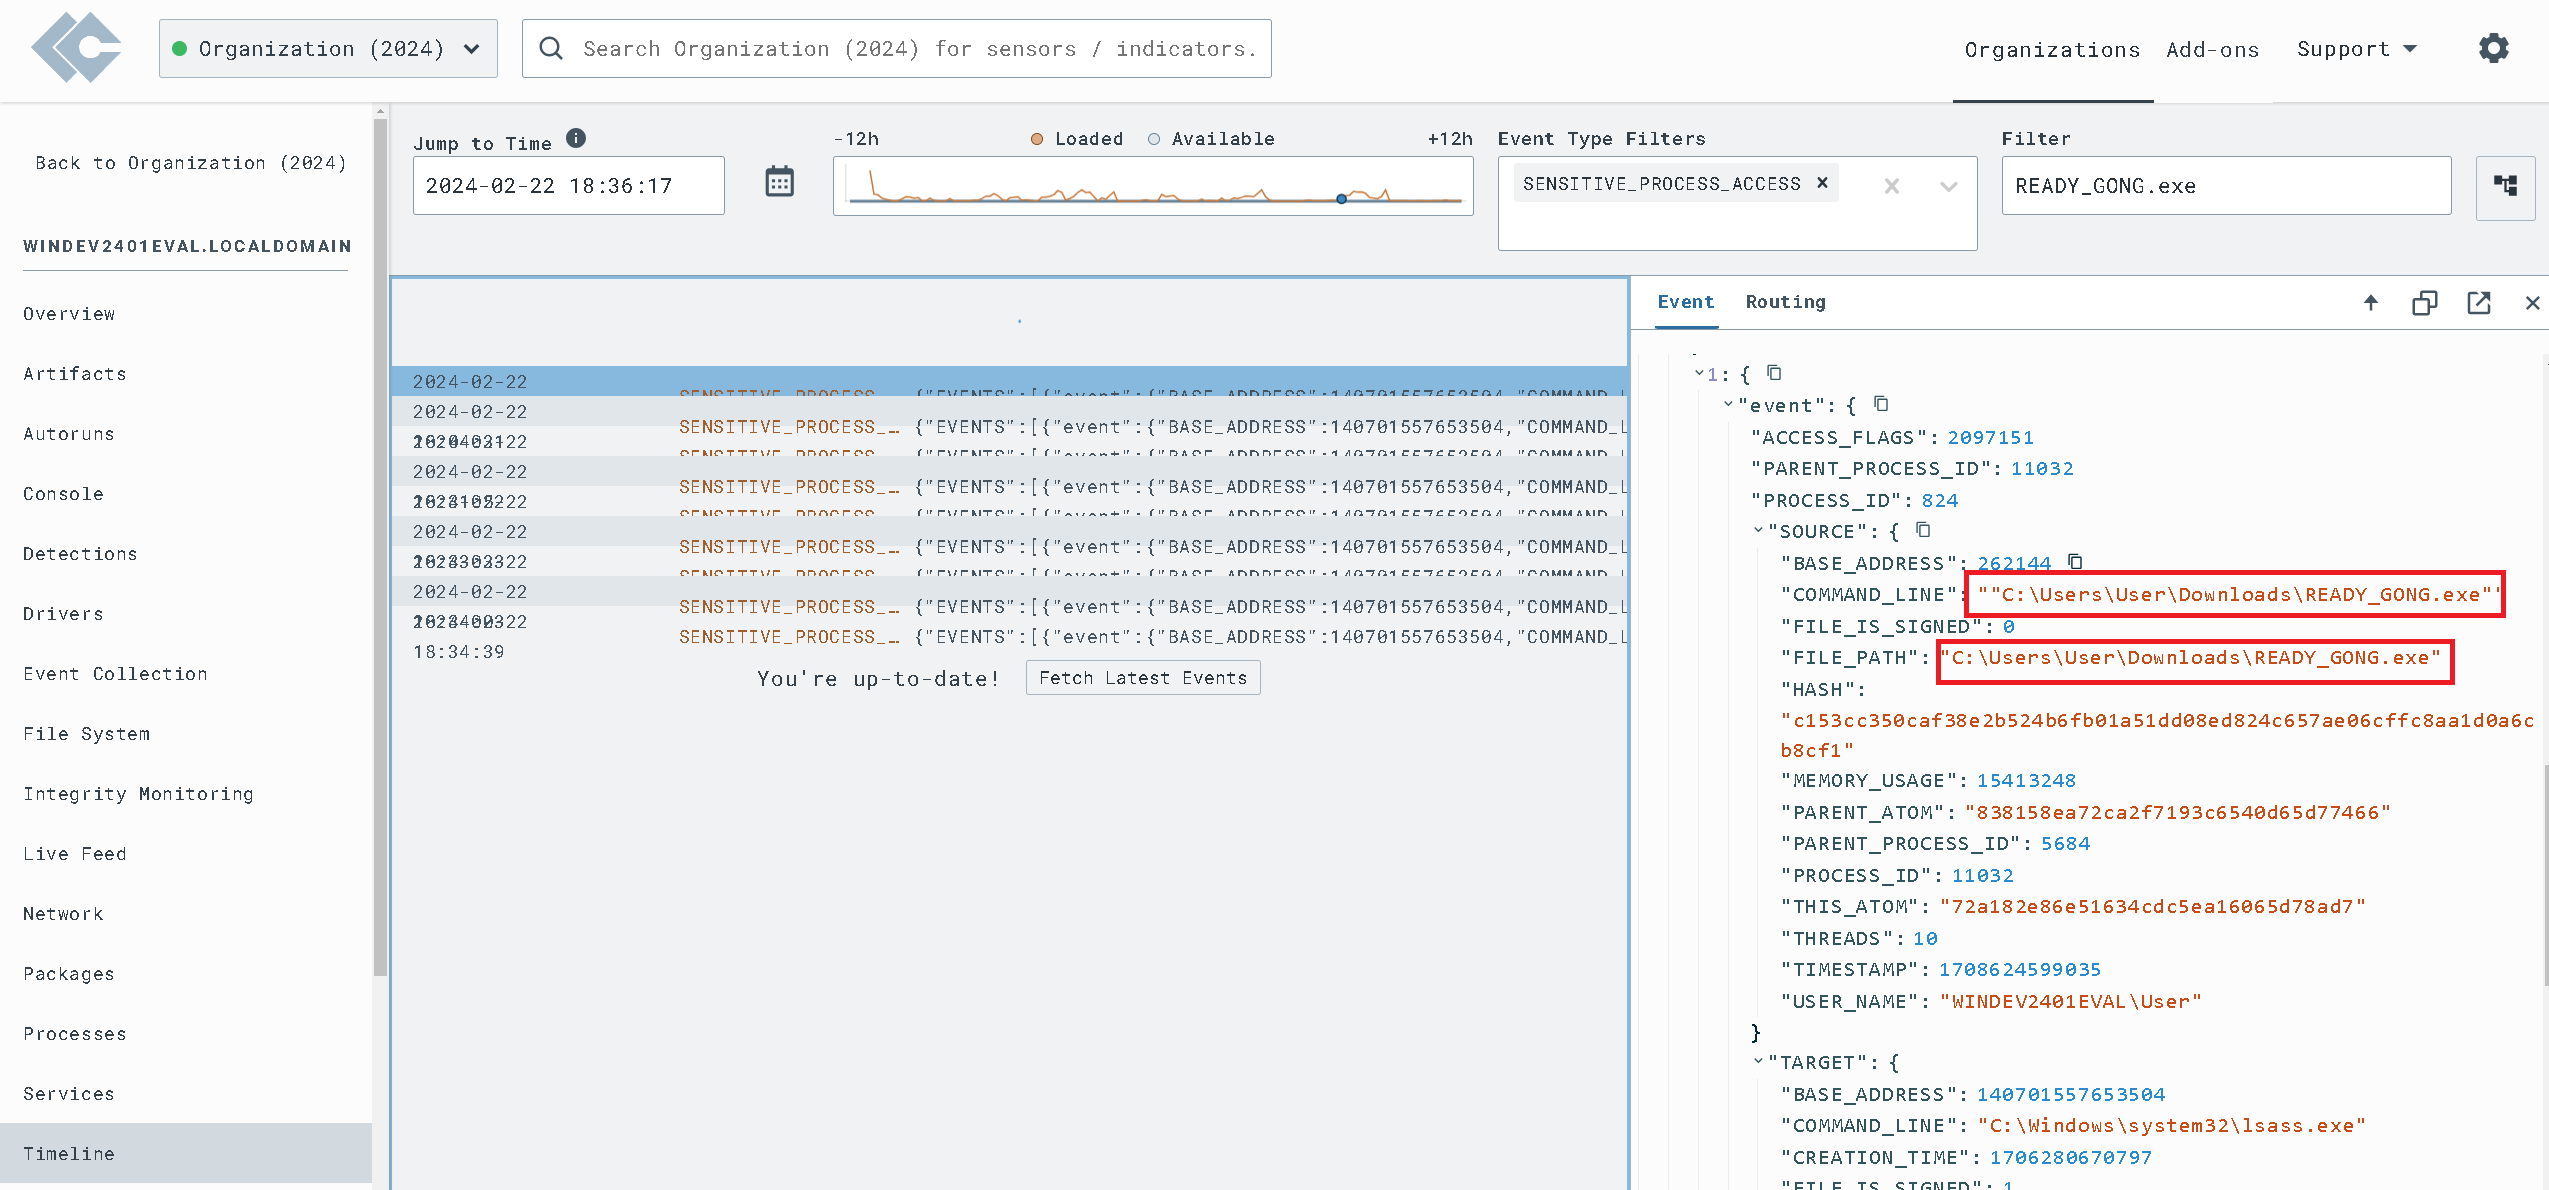 Organization (2024)
Search Organization (2024) for sensors / indicators.
Organizations
Add-ons
Support
Back to Organization (2024)
WINDEV2401EVAL.LOCALDOMAIN
Overview
Artifacts
Autoruns
Console
Detections
Drivers
Event Collection
File System
Integrity Monitoring
Live Feed
Network
Packages
Processes
Services
Timeline
Jump to Time
2024-02-22 18:36:17
-12h
Loaded
Available
+12h
Event Type Filters
SENSITIVE_PROCESS_ACCESS
Filter
READY_GONG.exe
2024-02-22
SENSITIVE_PROCESS_ {"EVENTS":[{"event":{"BASE_ADDRESS":140701557653504,"COMMAND_L
2024-02-22
SENSITIVE_PROCESS_… {"EVENTS":[{"event":{"BASE_ADDRESS":140701557653504,"COMMAND_L
SENSITIVE_PROCESS_ {"EVENTS":[{"event":{"BASE_ADDRESS":140701557653504,"COMMAND_L
2024-02-22
SENSITIVE_PROCESS_… {"EVENTS":[{"event":{"BASE_ADDRESS":140701557653504,"COMMAND_L
SENSITIVE_PROCESS_ {"EVENTS":[{"event":{"BASE_ADDRESS":140701557653504,"COMMAND_L
2024-02-22
SENSITIVE_PROCESS_… {"EVENTS":[{"event":{"BASE_ADDRESS":140701557653504,"COMMAND_L
SENSITIVE_PROCESS_ {"EVENTS":[{"event":{"BASE_ADDRESS":140701557653504,"COMMAND_L
2024-02-22
SENSITIVE_PROCESS_… {"EVENTS":[{"event":{"BASE_ADDRESS":140701557653504,"COMMAND_L
SENSITIVE_PROCESS_… {"EVENTS":[{"event":{"BASE_ADDRESS":140701557653504,"COMMAND_L
18:34:39
You're up-to-date!
Fetch Latest Events
Event
Routing
1: {
"event": {
"ACCESS_FLAGS": 2097151
"PARENT_PROCESS_ID": 11032
"PROCESS_ID": 824
"SOURCE": {
"BASE_ADDRESS": 262144
"COMMAND_LINE": ""C:\Users\User\Downloads\READY_GONG.exe""
"FILE_IS_SIGNED": 0
"FILE_PATH": "C:\Users\User\Downloads\READY_GONG.exe"
"HASH":
"c153cc350caf38e2b524b6fb01a51dd08ed824c657ae06cffc8aa1d0a6c
b8cf1"
"MEMORY_USAGE": 15413248
"PARENT_ATOM": "838158ea72ca2f7193c6540d65d77466"
"PARENT_PROCESS_ID": 5684
"PROCESS_ID": 11032
"THIS_ATOM": "72a182e86e51634cdc5ea16065d78ad7"
"THREADS": 10
"TIMESTAMP": 1708624599035
"USER_NAME": "WINDEV2401EVAL\User"
}
"TARGET": {
"BASE_ADDRESS": 140701557653504
"COMMAND_LINE": "C:\Windows\system32\lsass.exe"
"CREATION_TIME": 1706280670797
"FILE_IS_SIGNED": 1